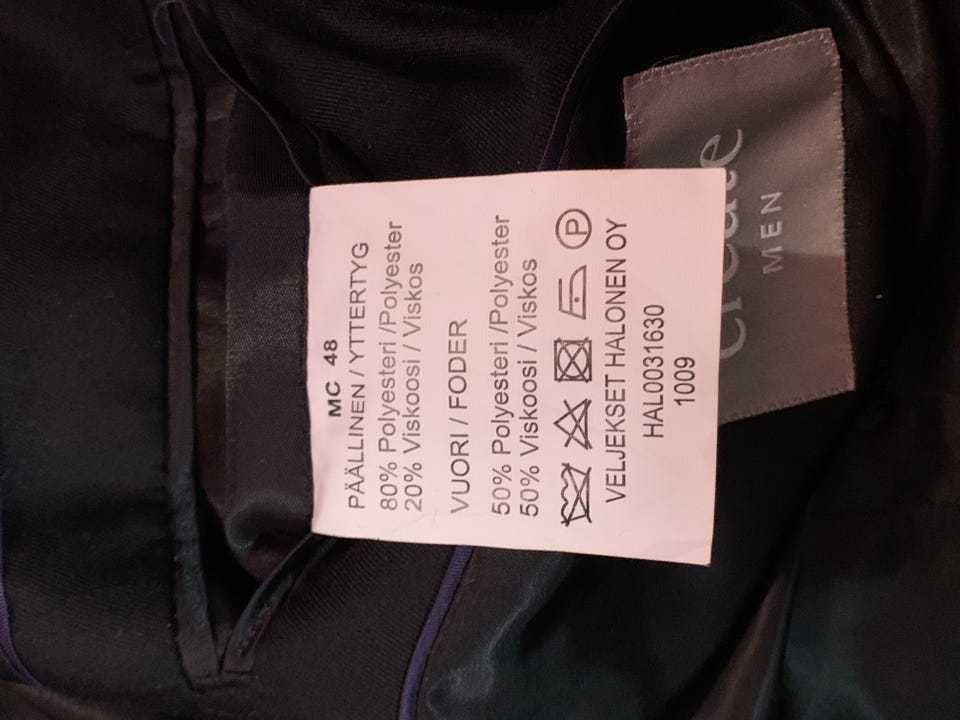 MC 48
PÄÄLLINEN / YTTERTYG
80% Polyesteri /Polyester
20% Viskoosi / Viskos
VUORI / FODER
50% Polyesteri /Polyester
50% Viskoosi / Viskos
P
VELJEKSET HALONEN OY
HAL0031630
1009
create
MEN